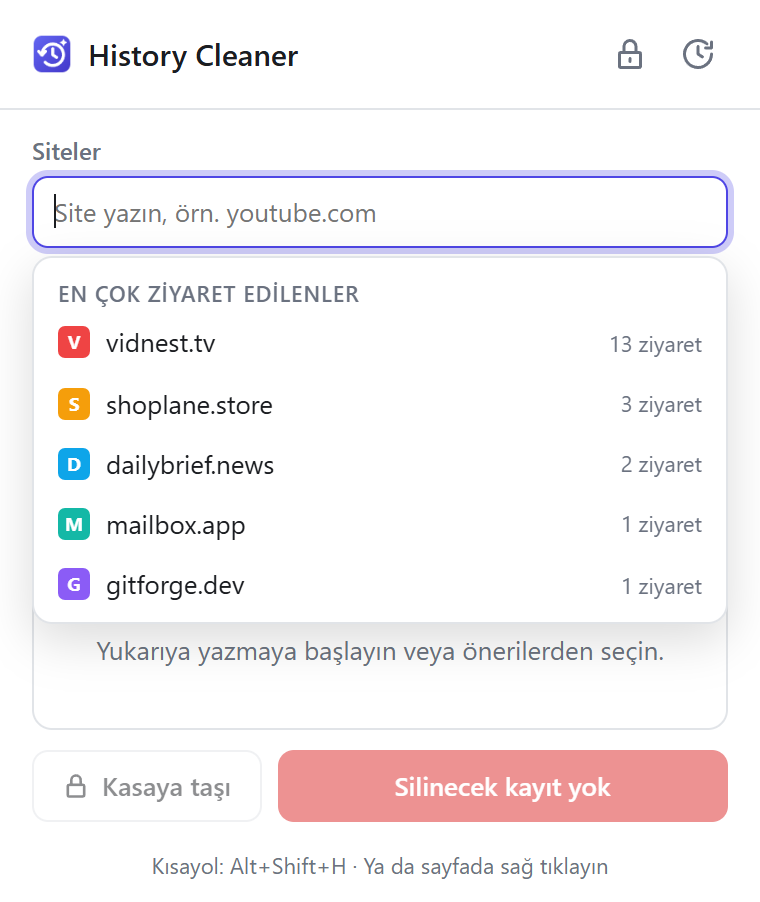 History Cleaner
Siteler
Site yazın, örn. youtube.com
EN ÇOK ZİYARET EDİLENLER
V vidnest.tv 13 ziyaret
S shoplane.store 3 ziyaret
D dailybrief.news 2 ziyaret
M mailbox.app 1 ziyaret
G gitforge.dev 1 ziyaret
Yukarıya yazmaya başlayın veya önerilerden seçin.
Kasaya taşı Silinecek kayıt yok
Kısayol: Alt+Shift+H · Ya da sayfada sağ tıklayın